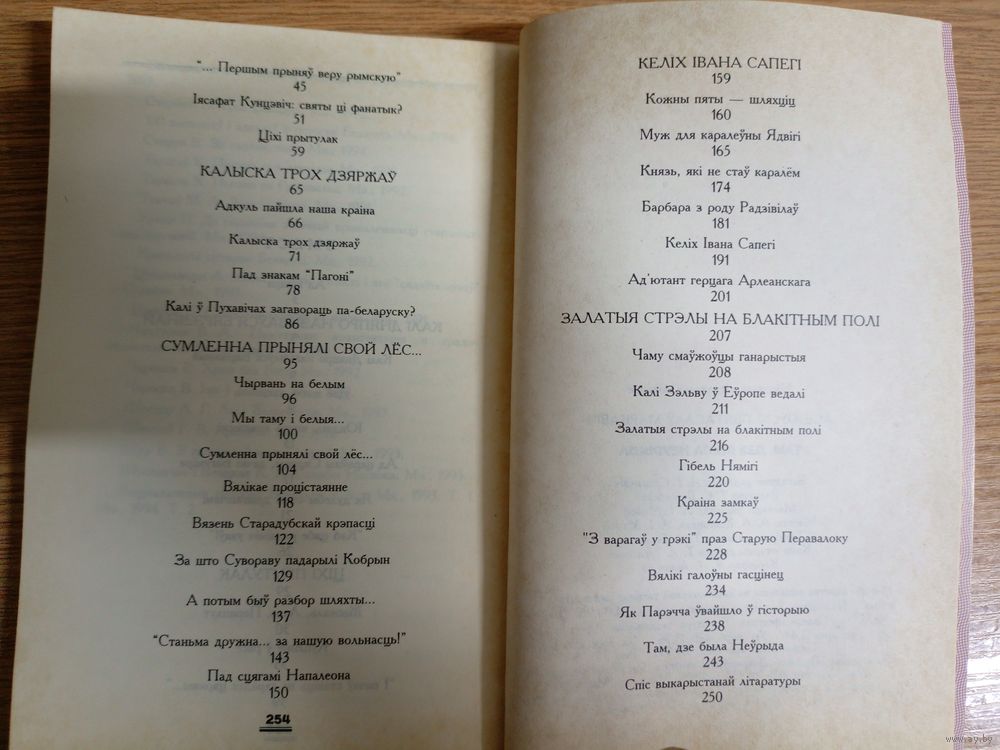 "... Першым прыняў веру рымскую"
45
Іясафат Кунцэвіч: святы ці фанатык?
51
Ціхі прытулак
59
КАЛЫСКА ТРОХ ДЗЯРЖАЎ
65
Адкуль пайшла наша краіна
66
Калыска трох дзяржаў
71
Пад знакам "Пагоні"
78
Калі ў Пухавічах загавораць па-беларуску?
86
СУМЛЕННА ПРЫНЯЛІ СВОЙ ЛЁС...
95
Чырвань на белым
96
Мы таму і белыя...
100
Сумленна прынялі свой лёс...
104
Вялікае процістаянне
118
Вязень Старадубскай крэпасці
122
За што Сувораву падарылі Кобрын
129
А потым быў разбор шляхты...
137
"Станьма дружна... за нашую вольнасць!"
143
Пад сцягамі Напалеона
150
254
КЕЛІХ ІВАНА САПЕГІ
159
Кожны пяты — шляхціц
160
Муж для каралеўны Ядвігі
165
Князь, які не стаў каралём
174
Барбара з роду Радзівілаў
181
Келіх Івана Сапегі
191
Ад'ютант герцага Арлеанскага
201
ЗАЛАТЫЯ СТРЭЛЫ НА БЛАКІТНЫМ ПОЛІ
207
Чаму смаўжоўцы ганарыстыя
208
Калі Зэльву ў Еўропе ведалі
211
Залатыя стрэлы на блакітным полі
216
Гібель Нямігі
220
Краіна замкаў
225
"З варагаў у грэкі" праз Старую Перавалоку
228
Вялікі галоўны гасцінец
234
Як Парэчча ўвайшло ў гісторыю
238
Там, дзе была Неўрыда
243
Спіс выкарыстанай літаратуры
250
www.ay.by